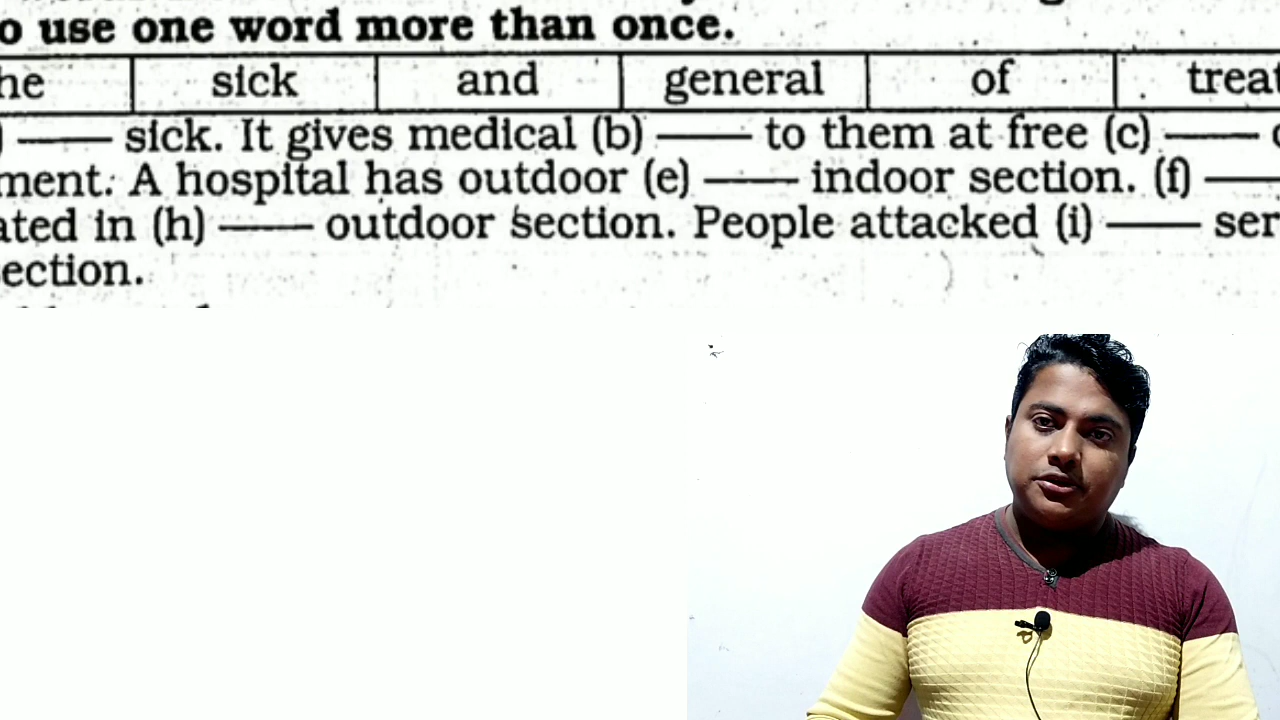 o use one word more than once.
he sick and general of treat
) —— sick. It gives medical (b) —— to them at free (c) ——
ment. A hospital has outdoor (e) —— indoor section. (f) ——
ated in (h) —— outdoor section. People attacked (i) —— ser
ection.